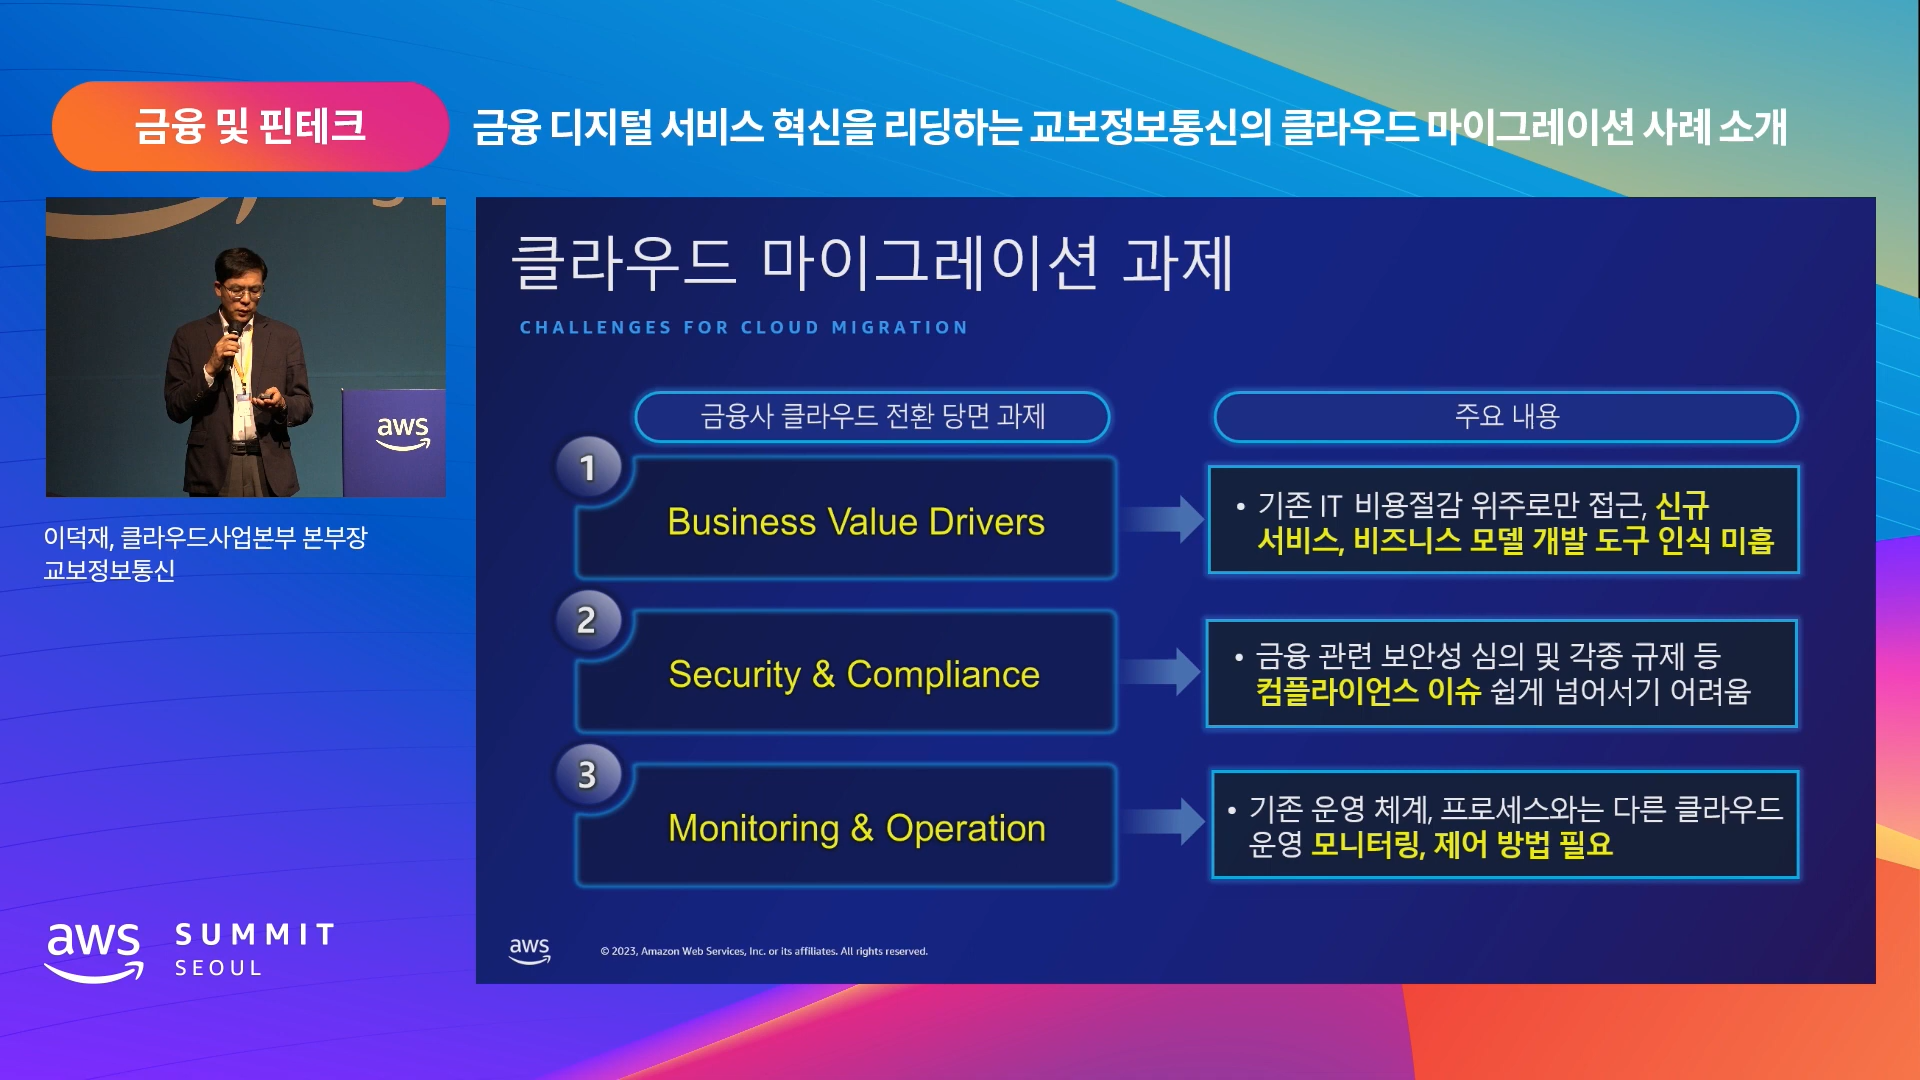 금융 및 핀테크
금융 디지털 서비스 혁신을 리딩하는 교보정보통신의 클라우드 마이그레이션 사례 소개
aws
이덕재, 클라우드사업본부 본부장
교보정보통신
클라우드 마이그레이션 과제
CHALLENGES FOR CLOUD MIGRATION
금융사 클라우드 전환 당면 과제
주요 내용
1
Business Value Drivers
• 기존 IT 비용절감 위주로만 접근, 신규
서비스, 비즈니스 모델 개발 도구 인식 미흡
2
Security & Compliance
• 금융 관련 보안성 심의 및 각종 규제 등
컴플라이언스 이슈 쉽게 넘어서기 어려움
3
Monitoring & Operation
• 기존 운영 체계, 프로세스와는 다른 클라우드
운영 모니터링, 제어 방법 필요
aws
© 2023, Amazon Web Services, Inc. or its affiliates. All rights reserved.
aws
SUMMIT
SEOUL